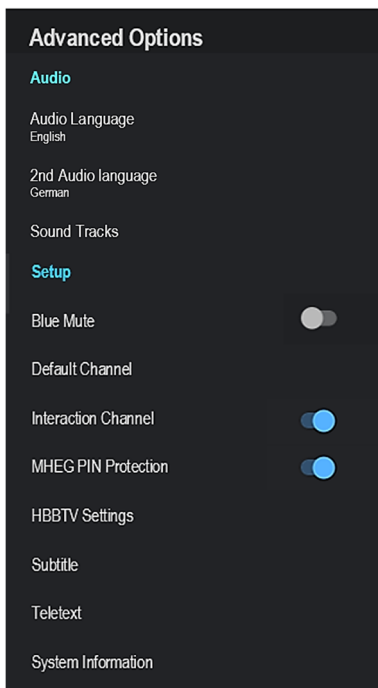 Advanced Options
Audio
Audio Language
English
2nd Audio language
German
Sound Tracks
Setup
Blue Mute
Default Channel
Interaction Channel
MHEG PIN Protection
HBBTV Settings
Subtitle
Teletext
System Information